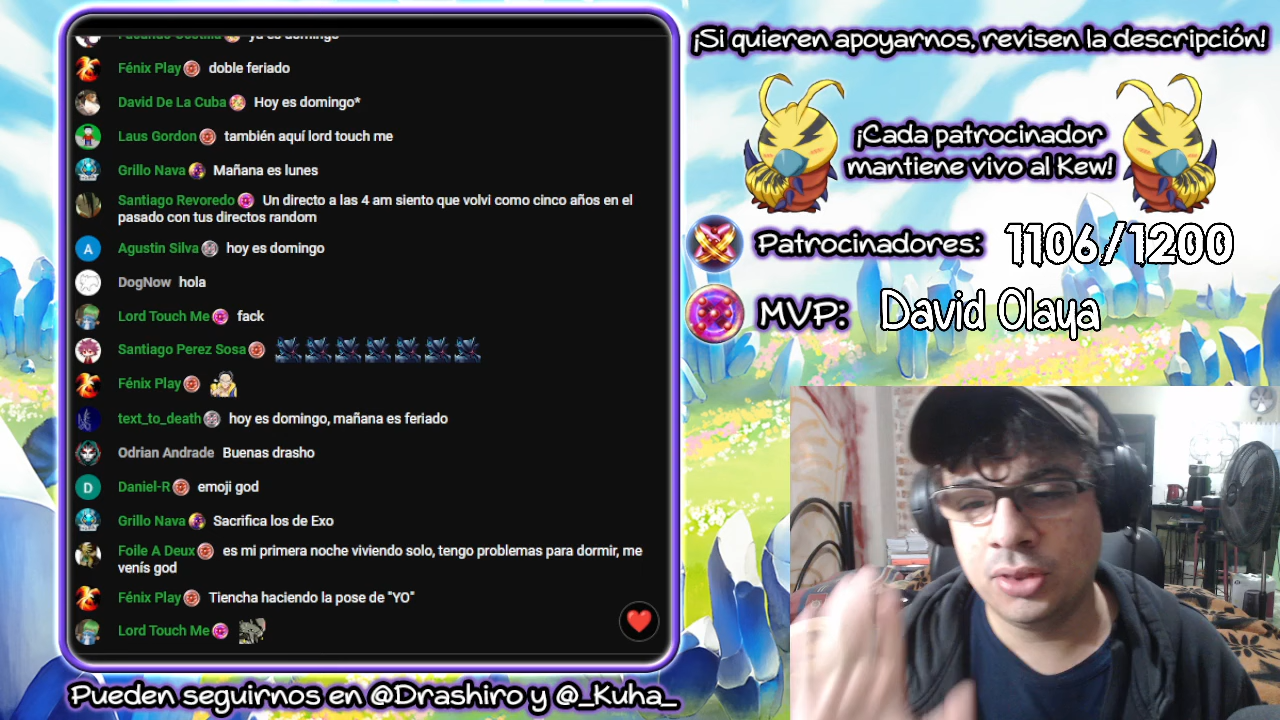 ya es domingo
Fénix Play doble feriado
David De La Cuba Hoy es domingo*
Laus Gordon también aquí lord touch me
Grillo Nava Mañana es lunes
Santiago Revoredo Un directo a las 4 am siento que volvi como cinco años en el
pasado con tus directos random
A Agustin Silva hoy es domingo
DogNow hola
Lord Touch Me fack
Santiago Perez Sosa
Fénix Play
text_to_death hoy es domingo, mañana es feriado
Odrian Andrade Buenas drasho
D Daniel-R emoji god
Grillo Nava Sacrifica los de Exo
Foile A Deux es mi primera noche viviendo solo, tengo problemas para dormir, me
venís god
Fénix Play Tiencha haciendo la pose de "YO"
Lord Touch Me
Pueden seguirnos en @Drashiro y @_Kuha_
¡Si quieren apoyarnos, revisen la descripción!
¡Cada patrocinador
mantiene vivo al Kew!
Patrocinadores: 1106/1200
MVP: David Olaya